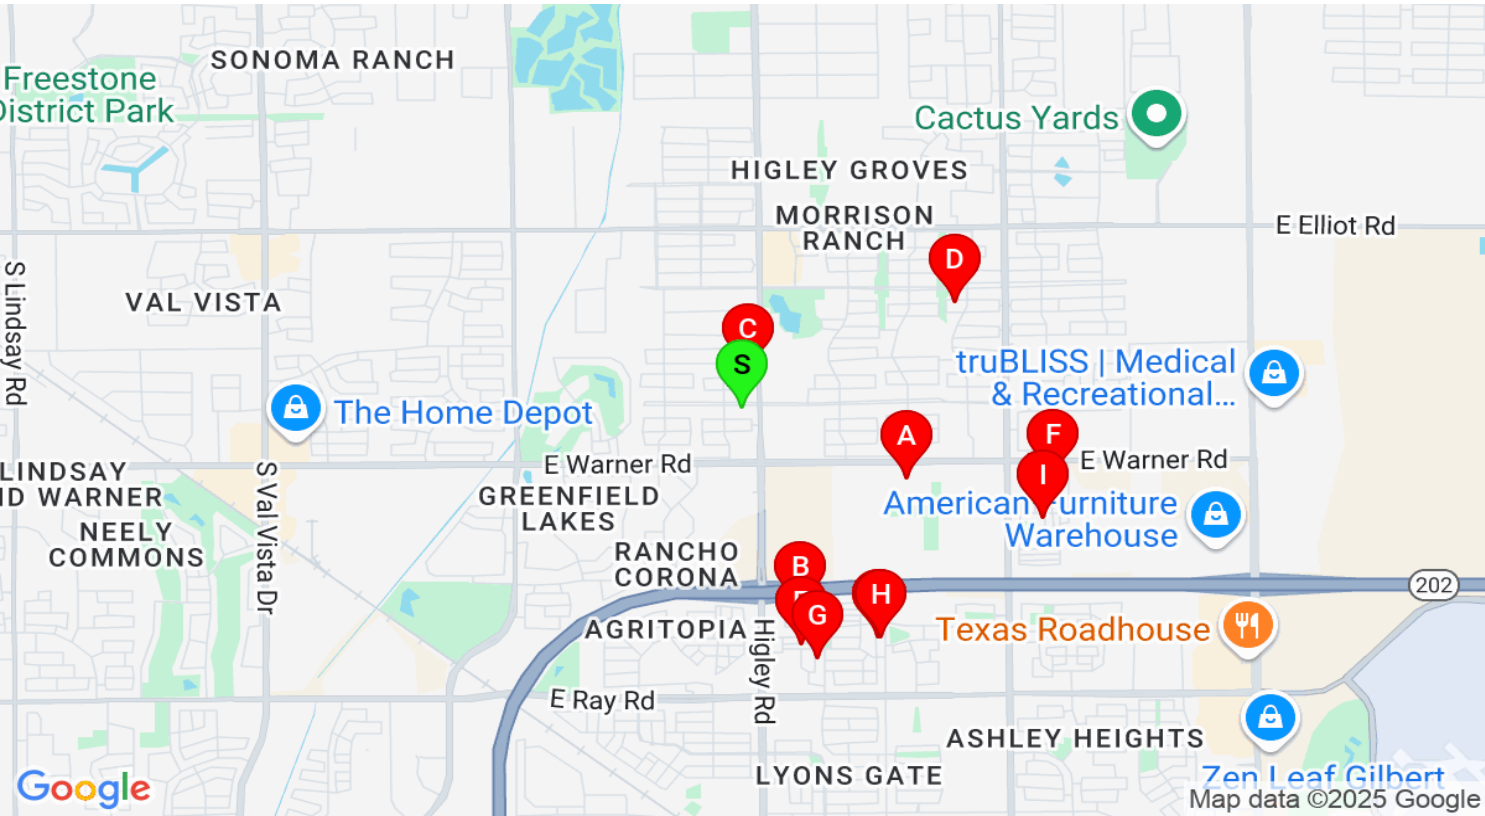 SONOMA RANCH
Freestone
District Park
Cactus Yards
HIGLEY GROVES
MORRISON
RANCH
E Elliot Rd
D
S Lindsay Rd
VAL VISTA
C
S
truBLISS | Medical
& Recreational...
The Home Depot
A
F
E Warner Rd
E Warner Rd
I
LINDSAY
ND WARNER
S Val Vista Dr
GREENFIELD
LAKES
American Furniture
Warehouse
NEELY
COMMONS
RANCHO
CORONA
B
H
G
202
AGRITOPIA
Higley Rd
Texas Roadhouse
E Ray Rd
ASHLEY HEIGHTS
LYONS GATE
Zen Leaf Gilbert
Google
Map data ©2025 Google